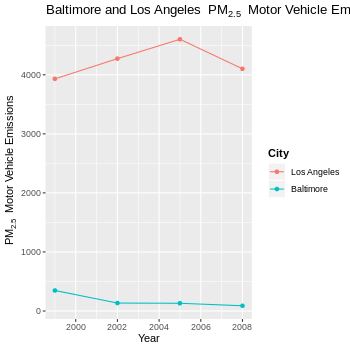 Baltimore and Los Angeles PM2.5 Motor Vehicle Em
PM2.5 Motor Vehicle Emissions
4000
3000
2000
1000
0
2000 2002 2004 2006 2008
Year
City
Los Angeles
Baltimore